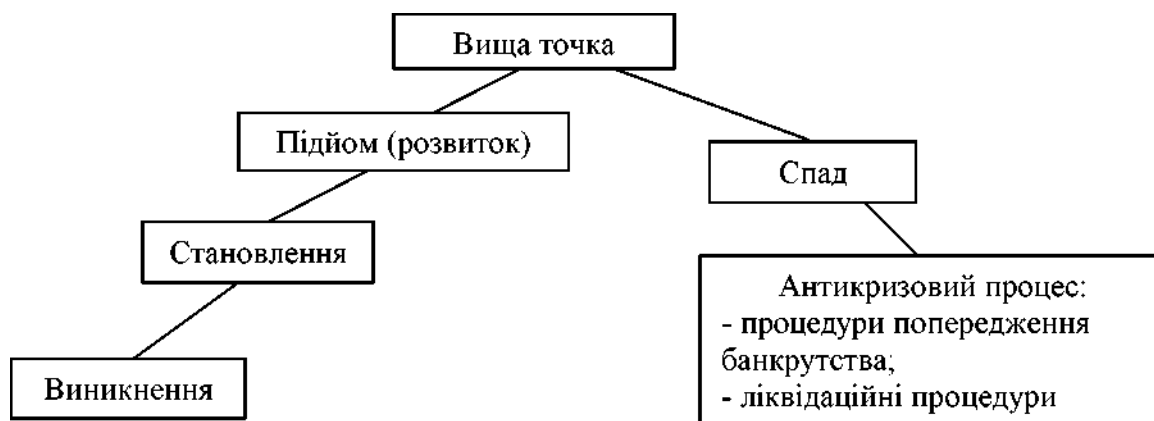 Вища точка
Підйом (розвиток)
Спад
Становлення
Антикризовий процес:
- процедури попередження
банкрутства;
- ліквідаційні процедури
Виникнення